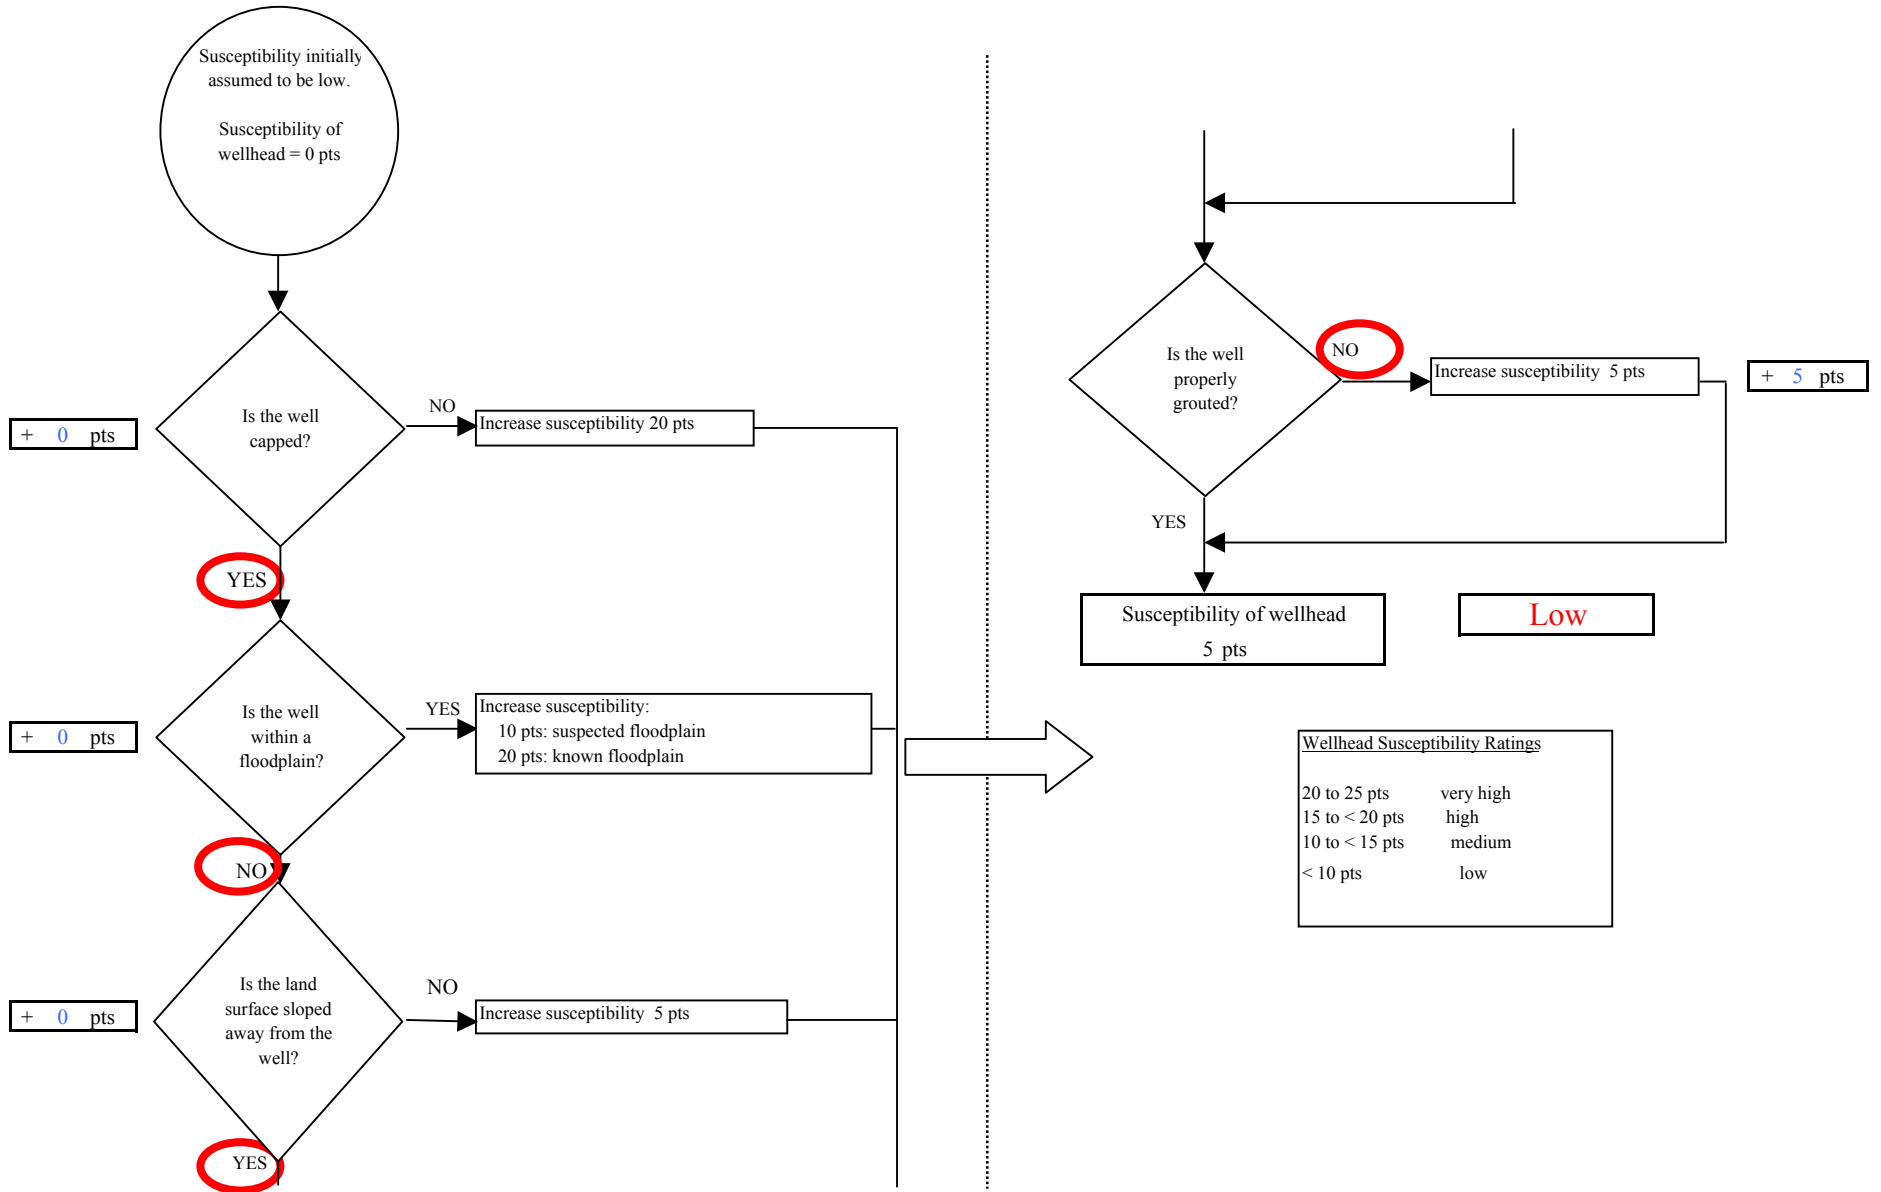 Susceptibility initially
assumed to be low.
Susceptibility of
wellhead = 0 pts
Is the well
capped?
NO
Increase susceptibility 20 pts
+ 0 pts
YES
Is the well
within a
floodplain?
YES
Increase susceptibility:
10 pts: suspected floodplain
20 pts: known floodplain
+ 0 pts
NO
Is the land
surface sloped
away from the
well?
NO
Increase susceptibility 5 pts
+ 0 pts
YES
Is the well
properly
grouted?
NO
Increase susceptibility 5 pts
+ 5 pts
YES
Susceptibility of wellhead
5 pts
Low
Wellhead Susceptibility Ratings
20 to 25 pts very high
15 to < 20 pts high
10 to < 15 pts medium
< 10 pts low